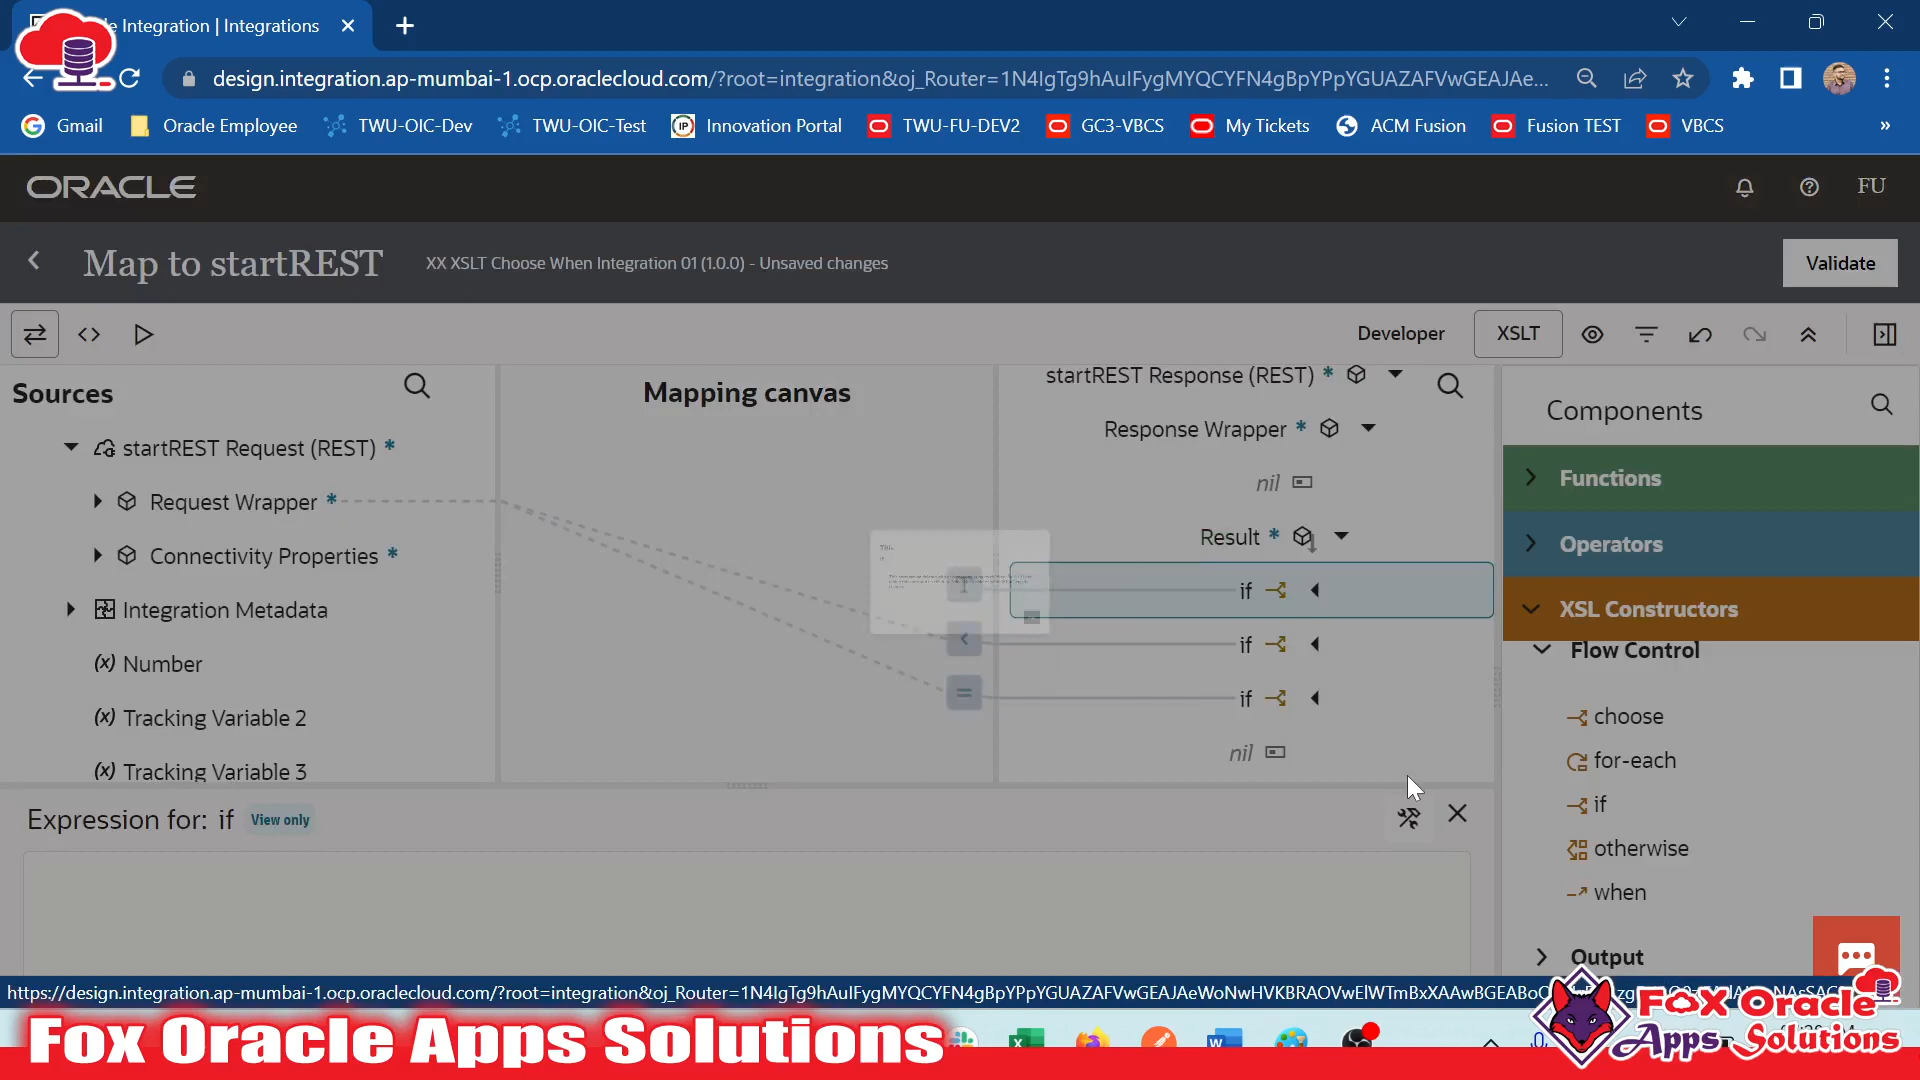 le Integration | Integrations
design.integration.ap-mumbai-1.ocp.oraclecloud.com/?root=integration&oj_Router=1N4IgTg9hAuIFygMYQCYFN4gBpYPpYGUAZAFVwGEAJAe...
Gmail Oracle Employee TWU-OIC-Dev TWU-OIC-Test Innovation Portal TWU-FU-DEV2 GC3-VBCS My Tickets ACM Fusion Fusion TEST VBCS »
ORACLE FU
Map to startREST XX XSLT Choose When Integration 01 (1.0.0) - Unsaved changes Validate
Developer XSLT
Sources
startREST Request (REST) *
Request Wrapper *
Connectivity Properties *
Integration Metadata
(x) Number
(x) Tracking Variable 2
(x) Tracking Variable 3
Mapping canvas
startREST Response (REST) *
Response Wrapper *
nil
Result *
if
if
if
nil
Components
Functions
Operators
XSL Constructors
Flow Control
choose
for-each
if
otherwise
when
Output
Expression for: if View only
https://design.integration.ap-mumbai-1.ocp.oraclecloud.com/?root=integration&oj_Router=1N4IgTg9hAuIFygMYQCYFN4gBpYPpYGUAZAFVwGEAJAeWoNwHVKBRAOVwElWTmBxXAAwBGEABo
Fox Oracle Apps Solutions
Fox Oracle
Apps Solutions